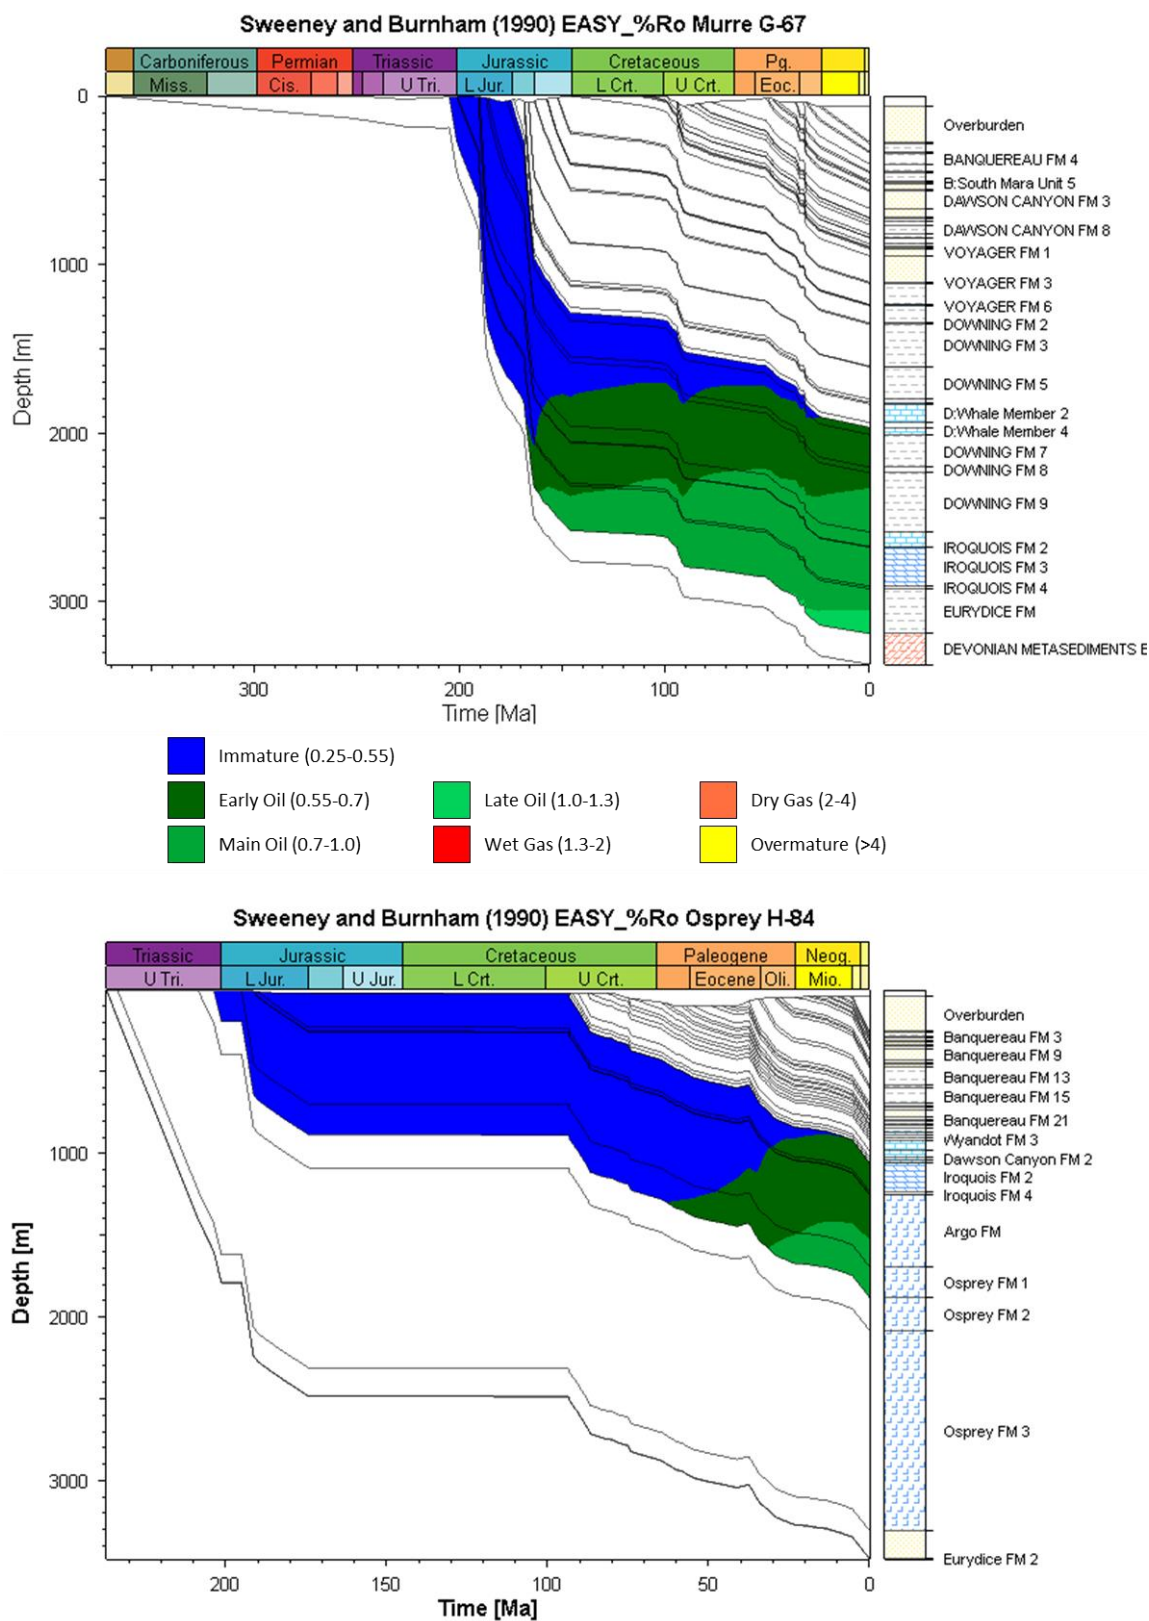 Sweeney and Burnham (1990) EASY_%Ro Murre G-67
Carboniferous Permian Triassic Jurassic Cretaceous Pg.
Miss. Cis. U Tri. L Jur. L Crt. U Crt. Eoc.
0
1000
2000
3000
Depth [m]
Overburden
BANQUEREAU FM 4
B:South Mara Unit 5
DAWSON CANYON FM 3
DAWSON CANYON FM 8
VOYAGER FM 1
VOYAGER FM 3
VOYAGER FM 6
DOWNING FM 2
DOWNING FM 3
DOWNING FM 5
D:Whale Member 2
D:Whale Member 4
DOWNING FM 7
DOWNING FM 8
DOWNING FM 9
IROQUOIS FM 2
IROQUOIS FM 3
IROQUOIS FM 4
EURYDICE FM
DEVONIAN METASEDIMENTS E
300 200 100 0
Time [Ma]
Immature (0.25-0.55)
Early Oil (0.55-0.7) Late Oil (1.0-1.3) Dry Gas (2-4)
Main Oil (0.7-1.0) Wet Gas (1.3-2) Overmature (>4)
Sweeney and Burnham (1990) EASY_%Ro Osprey H-84
Triassic Jurassic Cretaceous Paleogene Neog.
U Tri. L Jur. U Jur. L Crt. U Crt. Eocene Oli. Mio.
1000
2000
3000
Depth [m]
Overburden
Banquereau FM 3
Banquereau FM 9
Banquereau FM 13
Banquereau FM 15
Banquereau FM 21
Wyandot FM 3
Dawson Canyon FM 2
Iroquois FM 2
Iroquois FM 4
Argo FM
Osprey FM 1
Osprey FM 2
Osprey FM 3
Eurydice FM 2
200 150 100 50 0
Time [Ma]